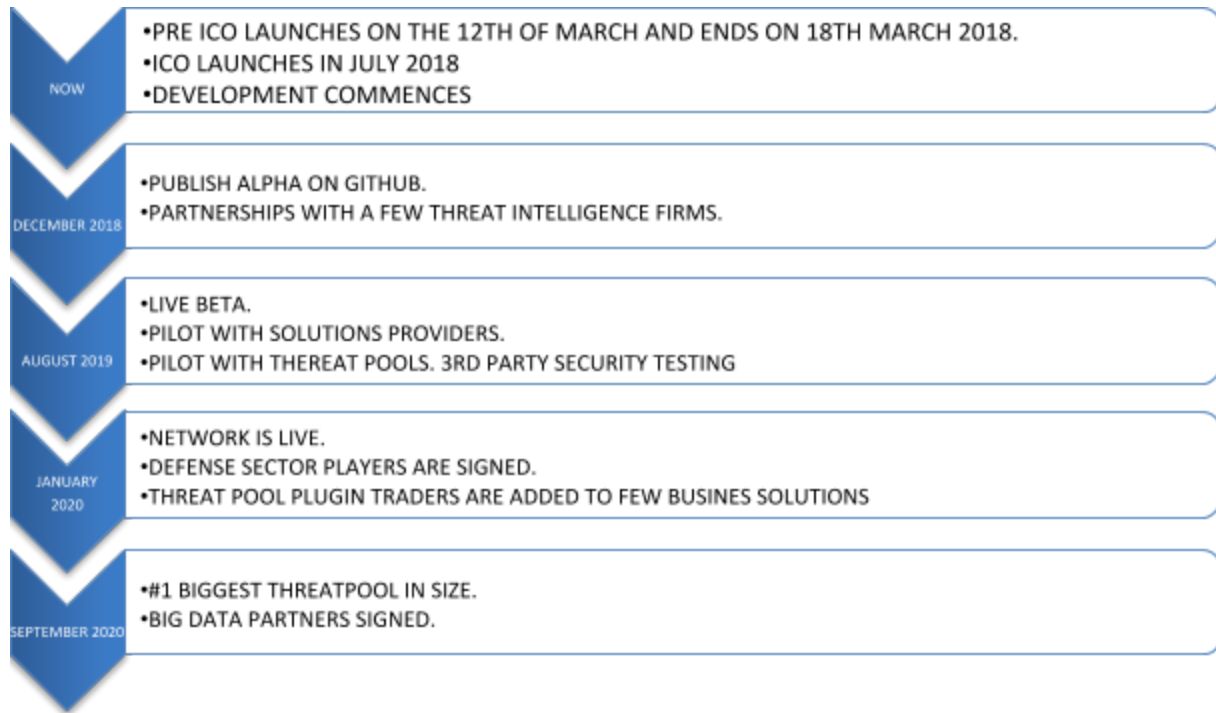 NOW
•PRE ICO LAUNCHES ON THE 12TH OF MARCH AND ENDS ON 18TH MARCH 2018.
•ICO LAUNCHES IN JULY 2018
•DEVELOPMENT COMMENCES
DECEMBER 2018
•PUBLISH ALPHA ON GITHUB.
•PARTNERSHIPS WITH A FEW THREAT INTELLIGENCE FIRMS.
AUGUST 2019
•LIVE BETA.
•PILOT WITH SOLUTIONS PROVIDERS.
•PILOT WITH THEREAT POOLS. 3RD PARTY SECURITY TESTING
JANUARY
2020
•NETWORK IS LIVE.
•DEFENSE SECTOR PLAYERS ARE SIGNED.
•THREAT POOL PLUGIN TRADERS ARE ADDED TO FEW BUSINES SOLUTIONS
SEPTEMBER 2020
•#1 BIGGEST THREATPOOL IN SIZE.
•BIG DATA PARTNERS SIGNED.